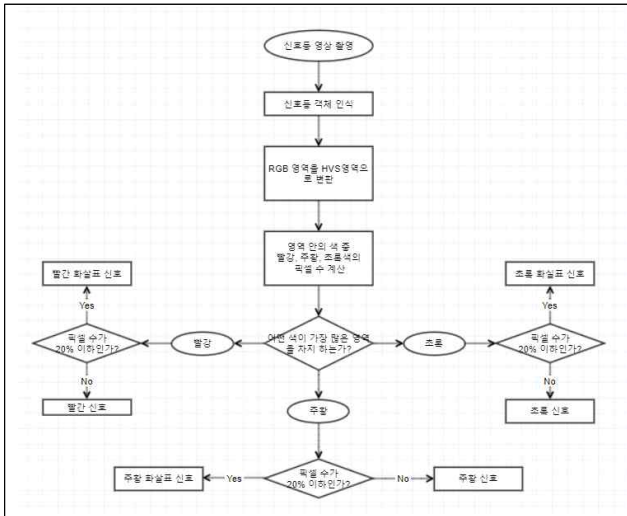 신호등 영상 촬영
신호등 객체 인식
RGB 영역을 HVS영역으
로 변환
영역 안의 색 중
빨강, 주황, 초록색의
픽셀 수 계산
어떤 색이 가장 많은 영역
을 차지 하는가?
빨강
픽셀 수가
20% 이하인가?
Yes
빨간 화살표 신호
No
빨간 신호
초록
픽셀 수가
20% 이하인가?
Yes
초록 화살표 신호
No
초록 신호
주황
픽셀 수가
20% 이하인가?
Yes
주황 화살표 신호
No
주황 신호